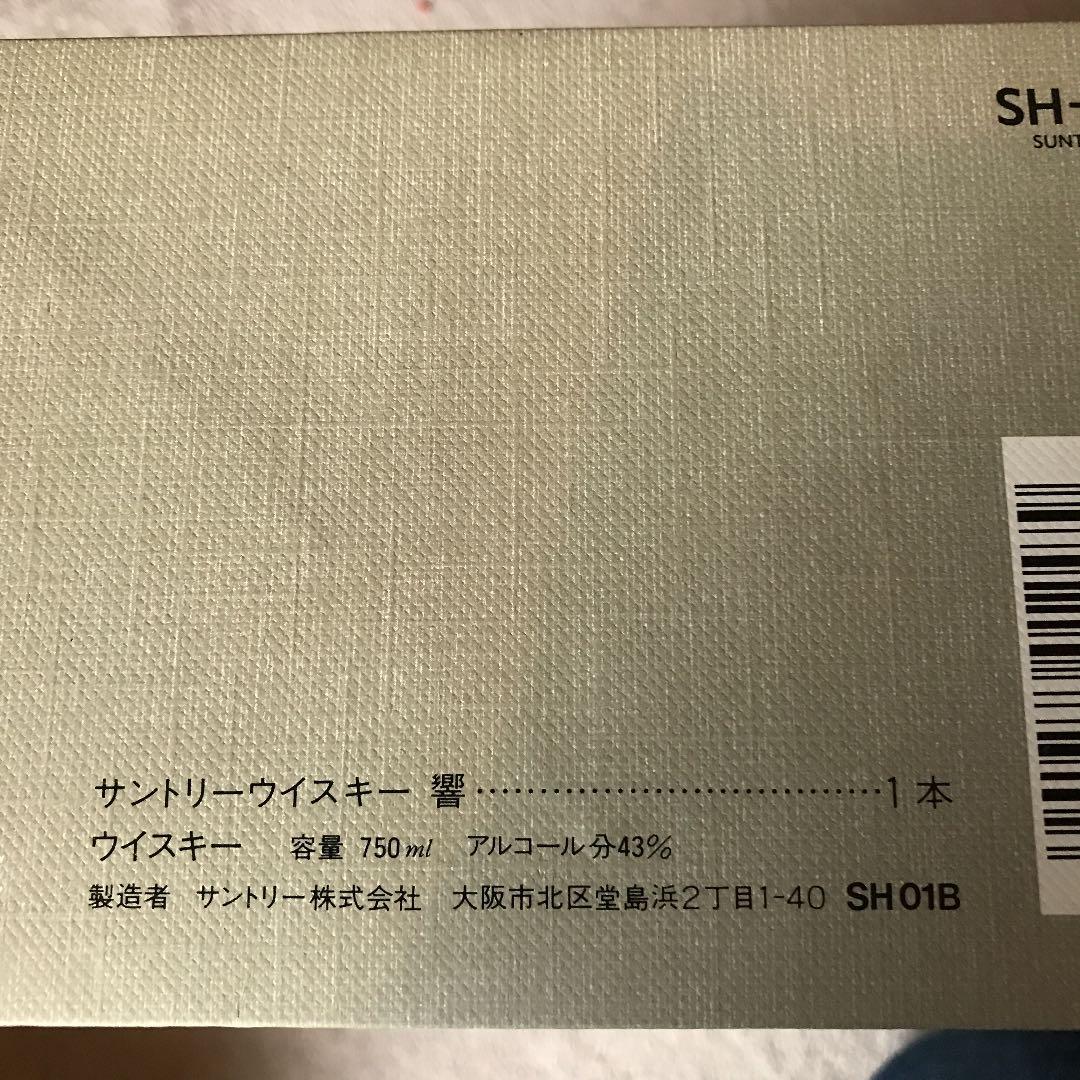 SH-
SUNT
サントリーウイスキー 響·································1本
ウイスキー 容量 750ml アルコール分43%
製造者 サントリー株式会社 大阪市北区堂島浜2丁目1-40 SH01B